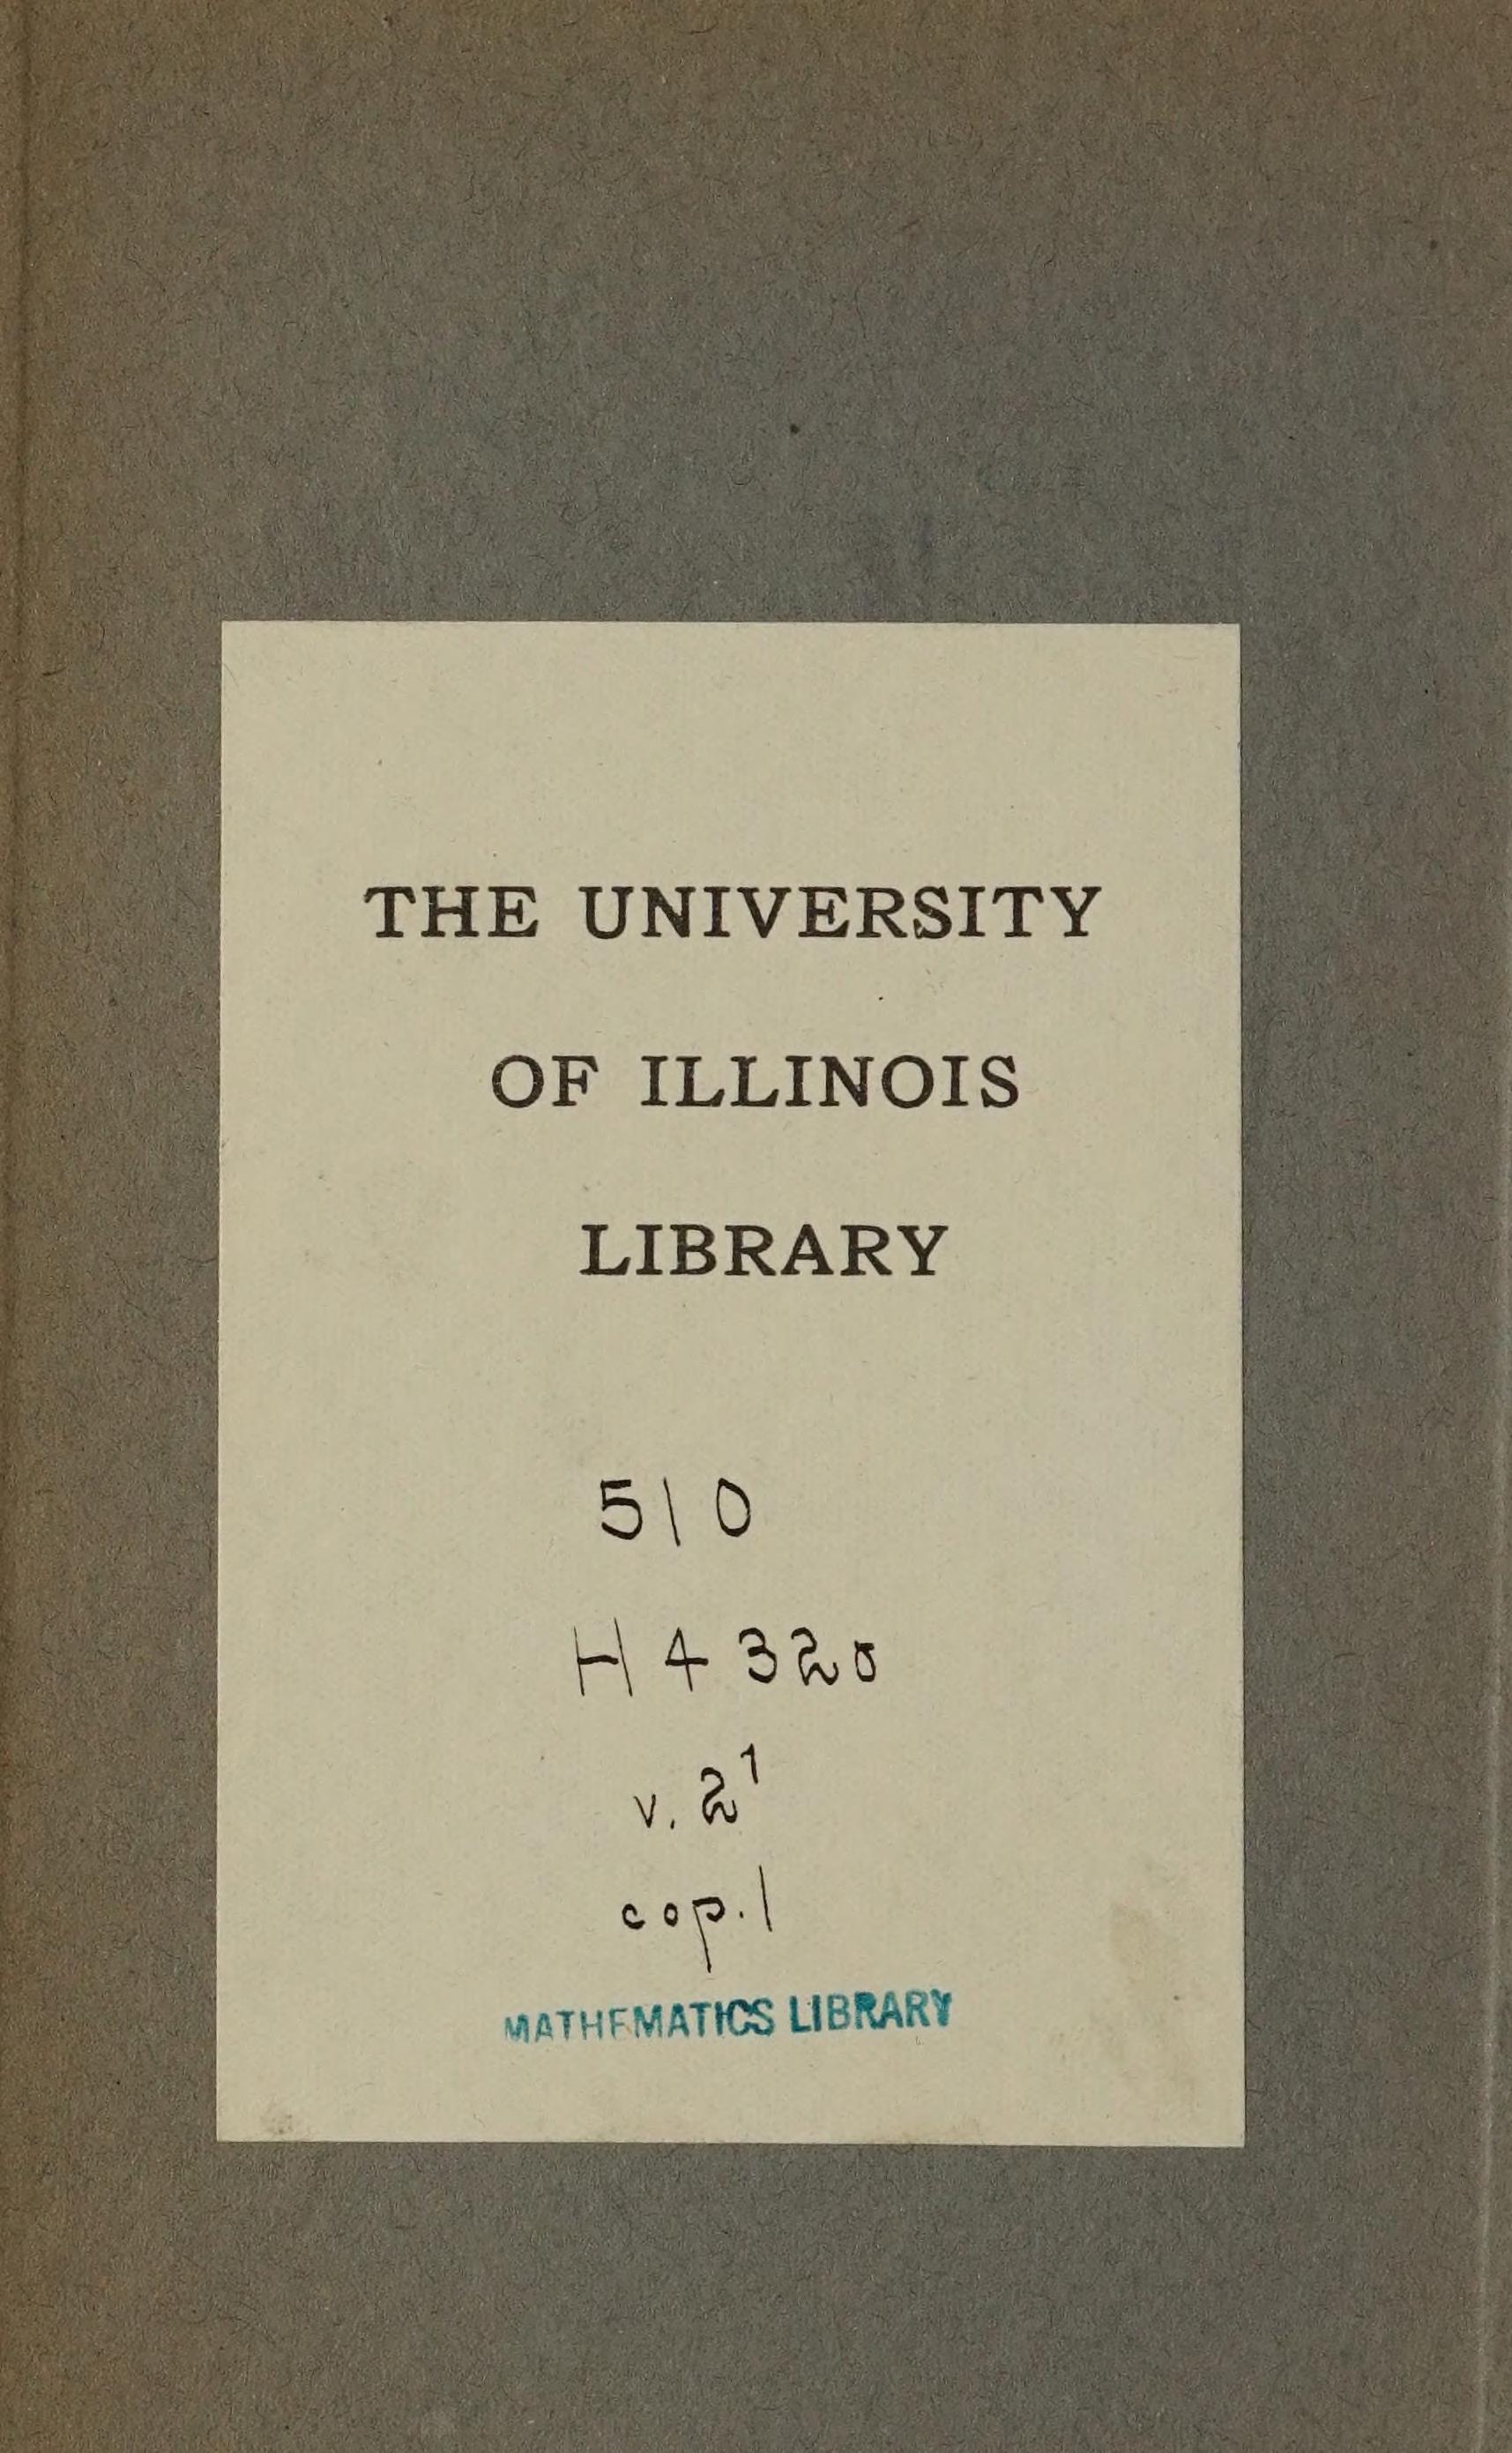 THE UNIVERSITY
OF ILLINOIS
LIBRARY
510
H432o
v. 2¹
cop. 1
MATHEMATICS LIBRARY